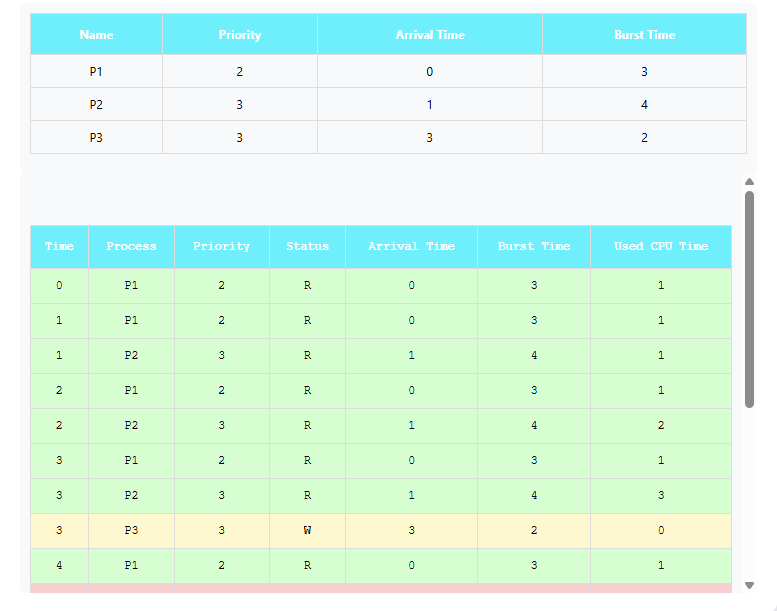 Name Priority Arrival Time Burst Time
P1 2 0 3
P2 3 1 4
P3 3 3 2
Time Process Priority Status Arrival Time Burst Time Used CPU Time
0 P1 2 R 0 3 1
1 P1 2 R 0 3 1
1 P2 3 R 1 4 1
2 P1 2 R 0 3 1
2 P2 3 R 1 4 2
3 P1 2 R 0 3 1
3 P2 3 R 1 4 3
3 P3 3 W 3 2 0
4 P1 2 R 0 3 1